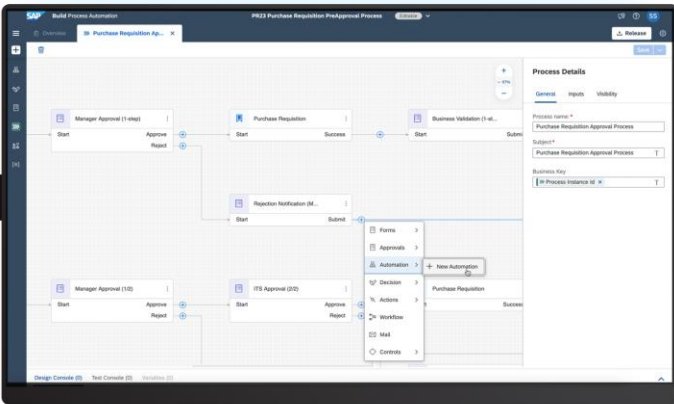 SAP Build Process Automation
PR23 Purchase Requisition PreApproval Process
Editable
SS
Overview
Purchase Requisition Ap... ×
Release
Save
+
47%
−
Process Details
General Inputs Visibility
Process name:*
Purchase Requisition Approval Process
Subject*
Purchase Requisition Approval Process
Business Key
Process Instance Id ×
Manager Approval (1-step)
Start Approve
Reject
Purchase Requisition
Start Success
Business Validation (1-st...
Start Submi
Rejection Notification (M...
Start Submit
Forms
Approvals
Automation
+ New Automation
Decision
Actions
Workflow
Mail
Controls
Manager Approval (1/2)
Start Approve
Reject
ITS Approval (2/2)
Start Approve
Reject
Purchase Requisition
Success
Design Console (0) Test Console (0) Variables (0)